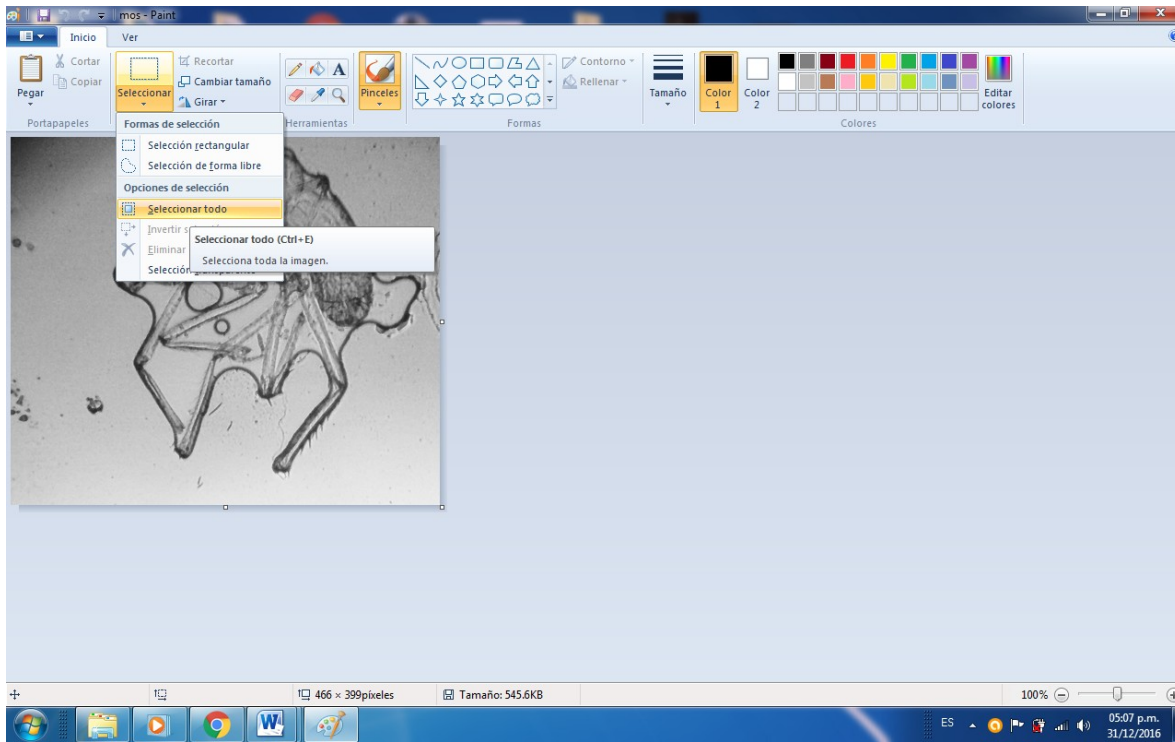 mos - Paint
Inicio Ver
Pegar
Cortar
Copiar
Portapapeles
Seleccionar
Recortar
Cambiar tamaño
Girar
A
Herramientas
Pinceles
Formas
Contorno
Rellenar
Tamaño
Color 1
Color 2
Editar colores
Colores
Formas de selección
Selección rectangular
Selección de forma libre
Opciones de selección
Seleccionar todo
Invertir
Eliminar
Selección
Seleccionar todo (Ctrl+E)
Selecciona toda la imagen.
466 × 399píxeles
Tamaño: 545.6KB
100%
W
ES
05:07 p.m.
31/12/2016